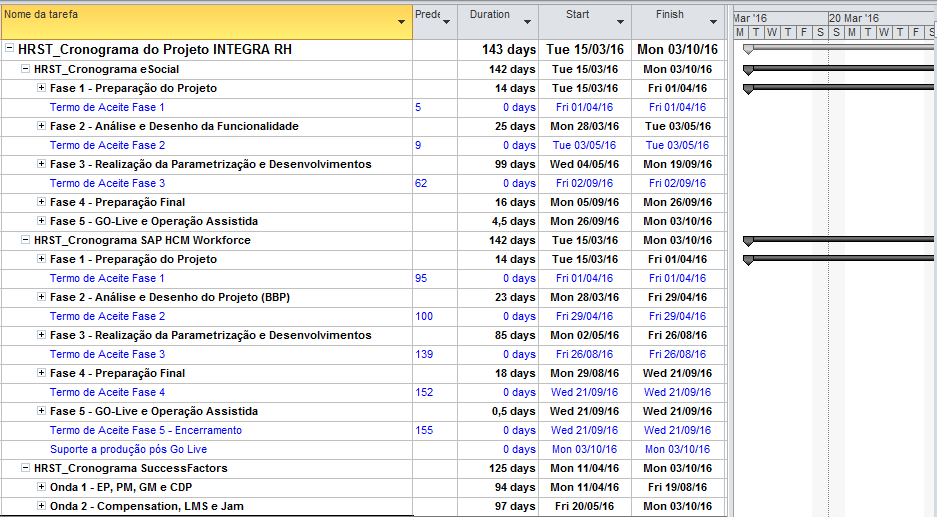 Nome da tarefa Prede Duration Start Finish Mar '16 20 Mar '16
M T W T F S S M T W T F S
HRST_Cronograma do Projeto INTEGRA RH 143 days Tue 15/03/16 Mon 03/10/16
HRST_Cronograma eSocial 142 days Tue 15/03/16 Mon 03/10/16
Fase 1 - Preparação do Projeto 14 days Tue 15/03/16 Fri 01/04/16
Termo de Aceite Fase 1 5 0 days Fri 01/04/16 Fri 01/04/16
Fase 2 - Análise e Desenho da Funcionalidade 25 days Mon 28/03/16 Tue 03/05/16
Termo de Aceite Fase 2 9 0 days Tue 03/05/16 Tue 03/05/16
Fase 3 - Realização da Parametrização e Desenvolvimentos 99 days Wed 04/05/16 Mon 19/09/16
Termo de Aceite Fase 3 62 0 days Fri 02/09/16 Fri 02/09/16
Fase 4 - Preparação Final 16 days Mon 05/09/16 Mon 26/09/16
Fase 5 - GO-Live e Operação Assistida 4,5 days Mon 26/09/16 Mon 03/10/16
HRST_Cronograma SAP HCM Workforce 142 days Tue 15/03/16 Mon 03/10/16
Fase 1 - Preparação do Projeto 14 days Tue 15/03/16 Fri 01/04/16
Termo de Aceite Fase 1 95 0 days Fri 01/04/16 Fri 01/04/16
Fase 2 - Análise e Desenho do Projeto (BBP) 23 days Mon 28/03/16 Fri 29/04/16
Termo de Aceite Fase 2 100 0 days Fri 29/04/16 Fri 29/04/16
Fase 3 - Realização da Parametrização e Desenvolvimentos 85 days Mon 02/05/16 Fri 26/08/16
Termo de Aceite Fase 3 139 0 days Fri 26/08/16 Fri 26/08/16
Fase 4 - Preparação Final 18 days Mon 29/08/16 Wed 21/09/16
Termo de Aceite Fase 4 152 0 days Wed 21/09/16 Wed 21/09/16
Fase 5 - GO-Live e Operação Assistida 0,5 days Wed 21/09/16 Wed 21/09/16
Termo de Aceite Fase 5 - Encerramento 155 0 days Wed 21/09/16 Wed 21/09/16
Suporte a produção pós Go Live 0 days Mon 03/10/16 Mon 03/10/16
HRST_Cronograma SuccessFactors 125 days Mon 11/04/16 Mon 03/10/16
Onda 1 - EP, PM, GM e CDP 94 days Mon 11/04/16 Fri 19/08/16
Onda 2 - Compensation, LMS e Jam 97 days Fri 20/05/16 Mon 03/10/16